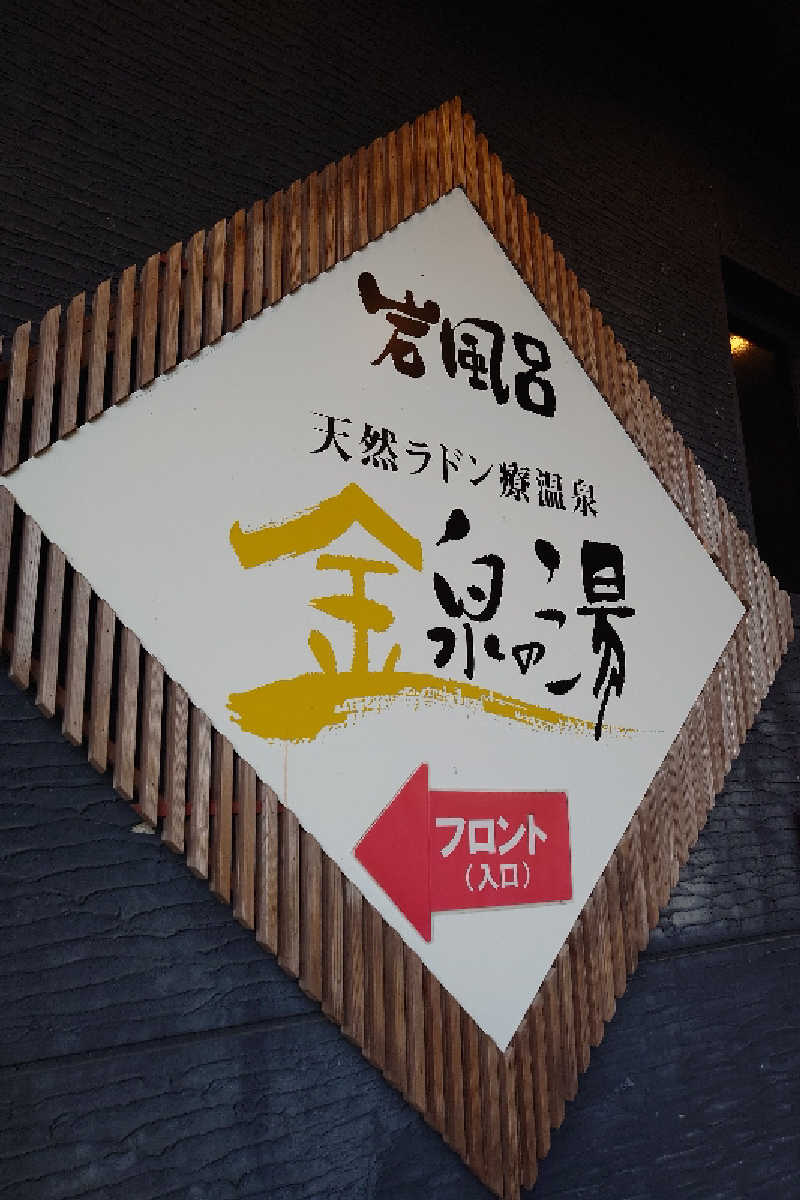 岩風呂
天然ラドン療温泉
金泉の湯
フロント
(入口)